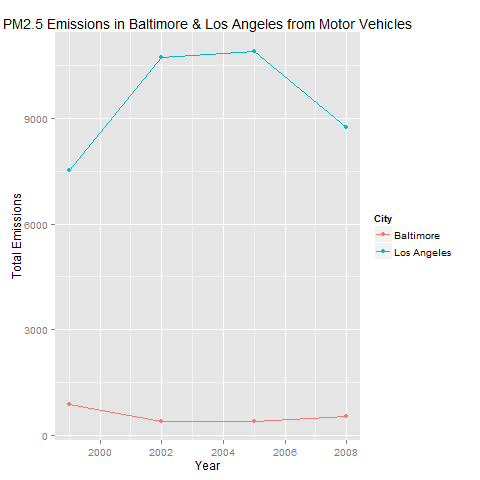 PM2.5 Emissions in Baltimore & Los Angeles from Motor Vehicles
9000
6000
3000
0
Total Emissions
2000 2002 2004 2006 2008
Year
City
Baltimore
Los Angeles